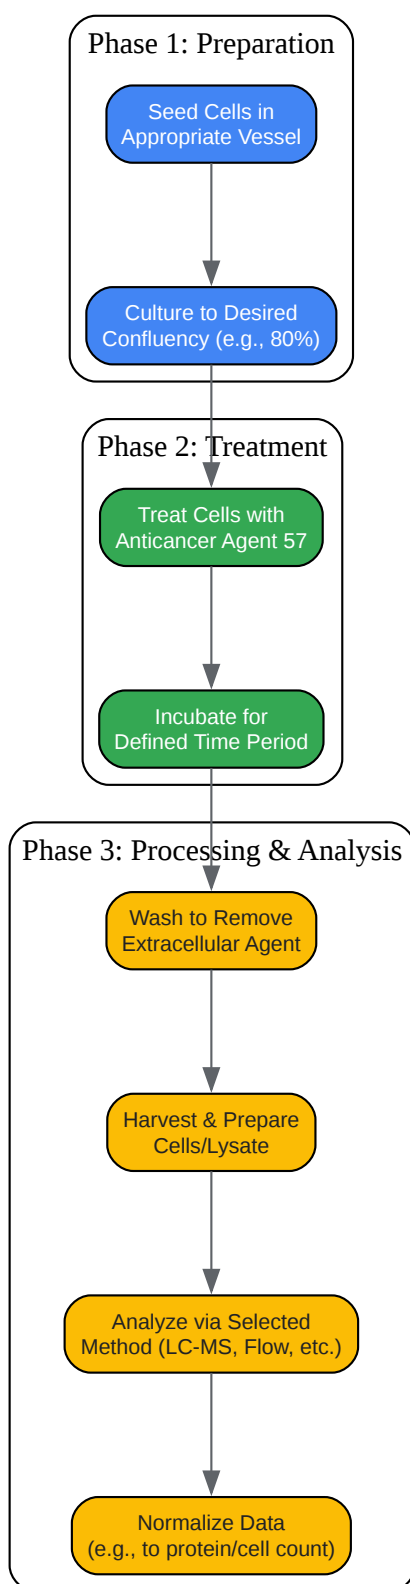 Phase 1: Preparation
Seed Cells in
Appropriate Vessel
Culture to Desired
Confluency (e.g., 80%)
Phase 2: Treatment
Treat Cells with
Anticancer Agent 57
Incubate for
Defined Time Period
Phase 3: Processing & Analysis
Wash to Remove
Extracellular Agent
Harvest & Prepare
Cells/Lysate
Analyze via Selected
Method (LC-MS, Flow, etc.)
Normalize Data
(e.g., to protein/cell count)